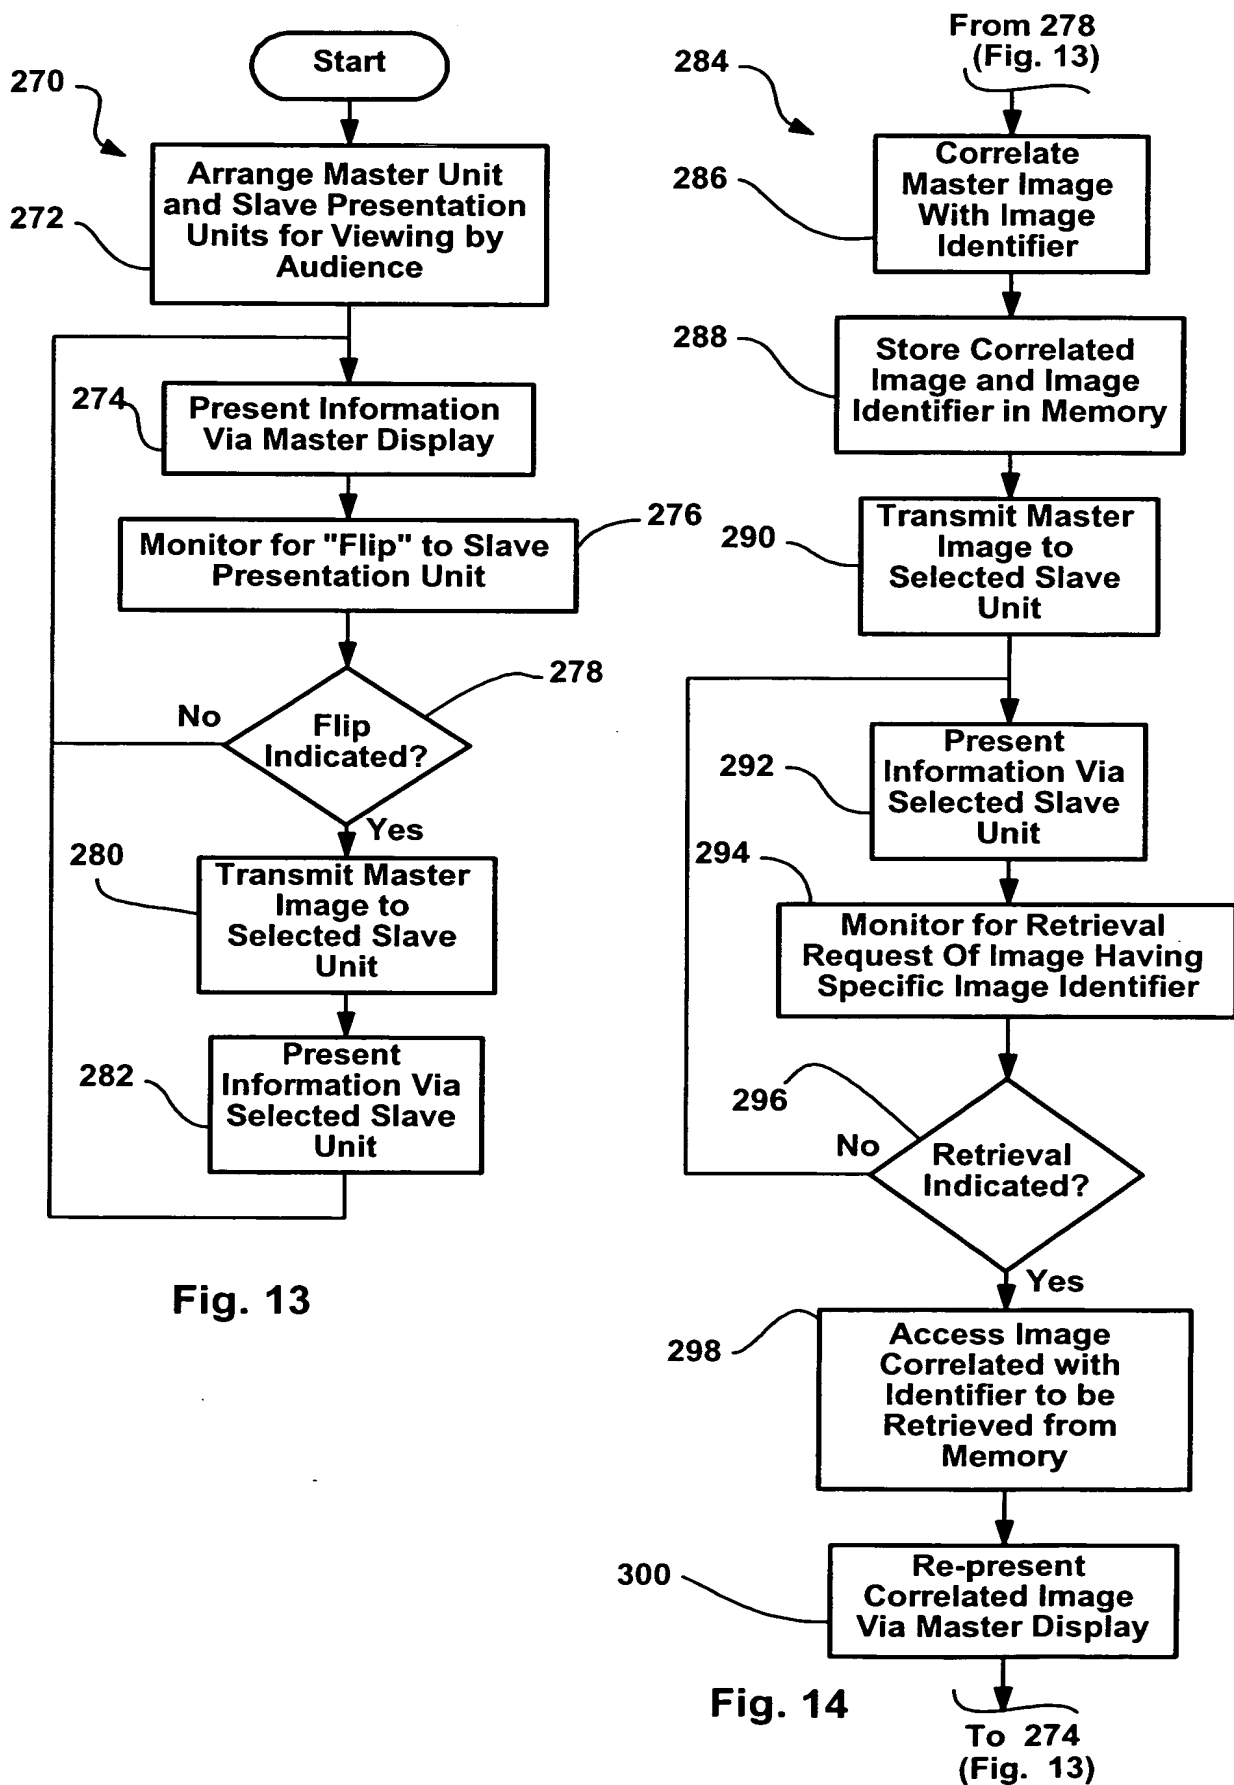 Start
270
Arrange Master Unit
and Slave Presentation
Units for Viewing by
Audience
272
274
Present Information
Via Master Display
276
Monitor for "Flip" to Slave
Presentation Unit
278
No
Flip
Indicated?
Yes
280
Transmit Master
Image to
Selected Slave
Unit
282
Present
Information Via
Selected Slave
Unit
Fig. 13
From 278
(Fig. 13)
284
286
Correlate
Master Image
With Image
Identifier
288
Store Correlated
Image and Image
Identifier in Memory
290
Transmit Master
Image to
Selected Slave
Unit
292
Present
Information Via
Selected Slave
Unit
294
Monitor for Retrieval
Request Of Image Having
Specific Image Identifier
296
No
Retrieval
Indicated?
Yes
298
Access Image
Correlated with
Identifier to be
Retrieved from
Memory
300
Re-present
Correlated Image
Via Master Display
Fig. 14
To 274
(Fig. 13)